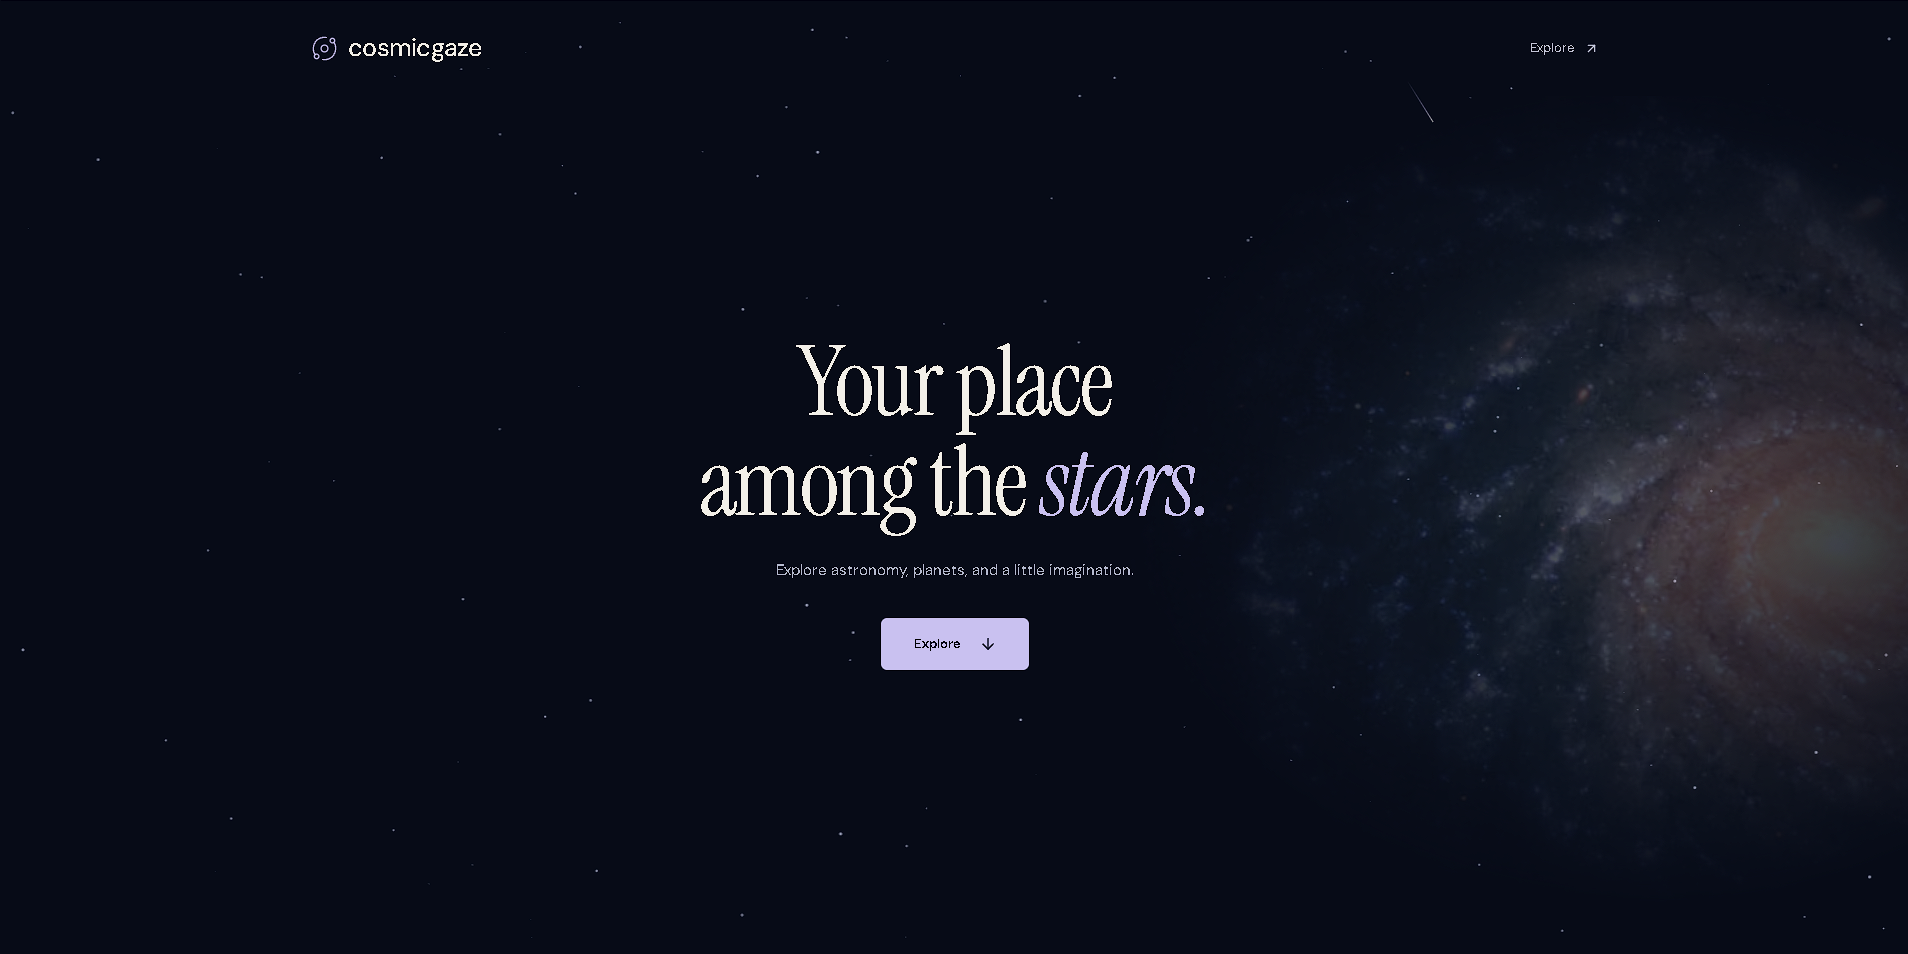 cosmicgaze
Explore
Your place
among the stars.
Explore astronomy, planets, and a little imagination.
Explore